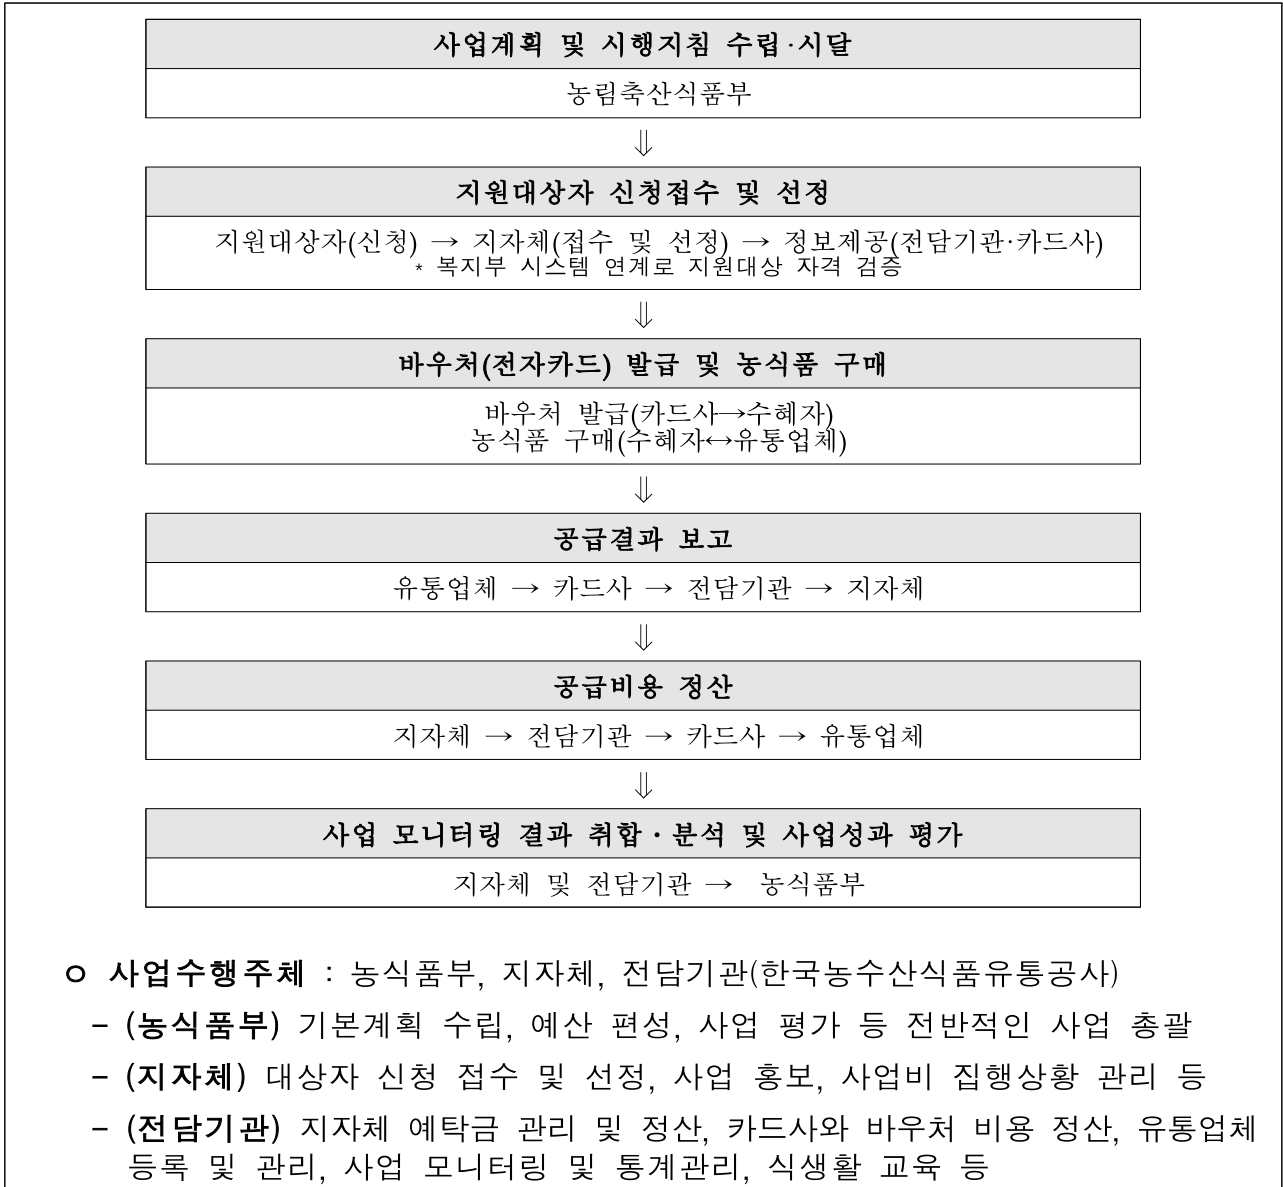 사업계획 및 시행지침 수립·시달
농림축산식품부
⇓
지원대상자 신청접수 및 선정
지원대상자(신청) → 지자체(접수 및 선정) → 정보제공(전담기관·카드사)
* 복지부 시스템 연계로 지원대상 자격 검증
⇓
바우처(전자카드) 발급 및 농식품 구매
바우처 발급(카드사→수혜자)
농식품 구매(수혜자↔유통업체)
⇓
공급결과 보고
유통업체 → 카드사 → 전담기관 → 지자체
⇓
공급비용 정산
지자체 → 전담기관 → 카드사 → 유통업체
⇓
사업 모니터링 결과 취합·분석 및 사업성과 평가
지자체 및 전담기관 → 농식품부
ㅇ 사업수행주체 : 농식품부, 지자체, 전담기관(한국농수산식품유통공사)
- (농식품부) 기본계획 수립, 예산 편성, 사업 평가 등 전반적인 사업 총괄
- (지자체) 대상자 신청 접수 및 선정, 사업 홍보, 사업비 집행상황 관리 등
- (전담기관) 지자체 예탁금 관리 및 정산, 카드사와 바우처 비용 정산, 유통업체
등록 및 관리, 사업 모니터링 및 통계관리, 식생활 교육 등